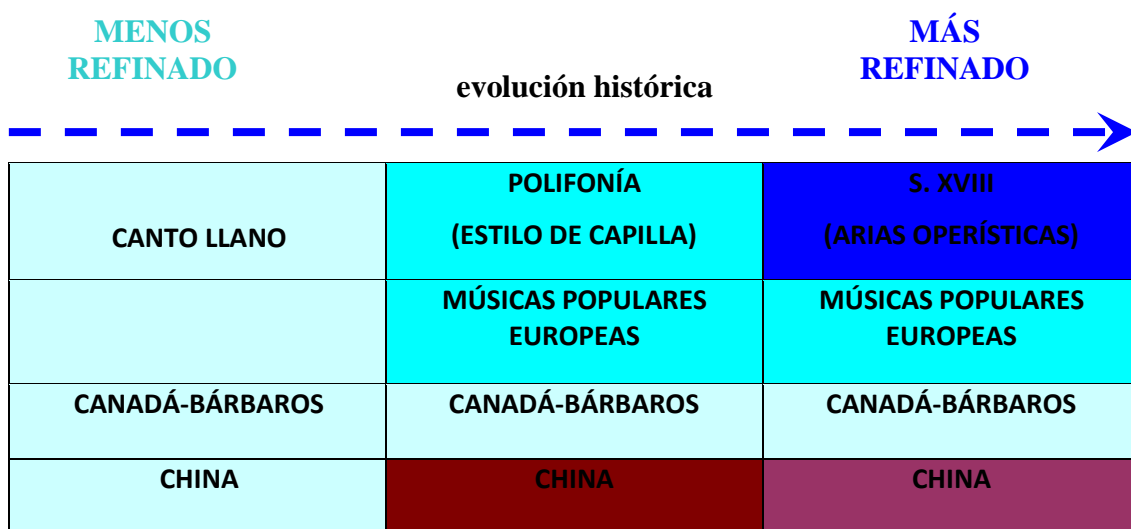 MENOS
REFINADO
evolución histórica
MÁS
REFINADO
CANTO LLANO
POLIFONÍA
(ESTILO DE CAPILLA)
S. XVIII
(ARIAS OPERÍSTICAS)
MÚSICAS POPULARES
EUROPEAS
MÚSICAS POPULARES
EUROPEAS
CANADÁ-BÁRBAROS
CANADÁ-BÁRBAROS
CANADÁ-BÁRBAROS
CHINA
CHINA
CHINA